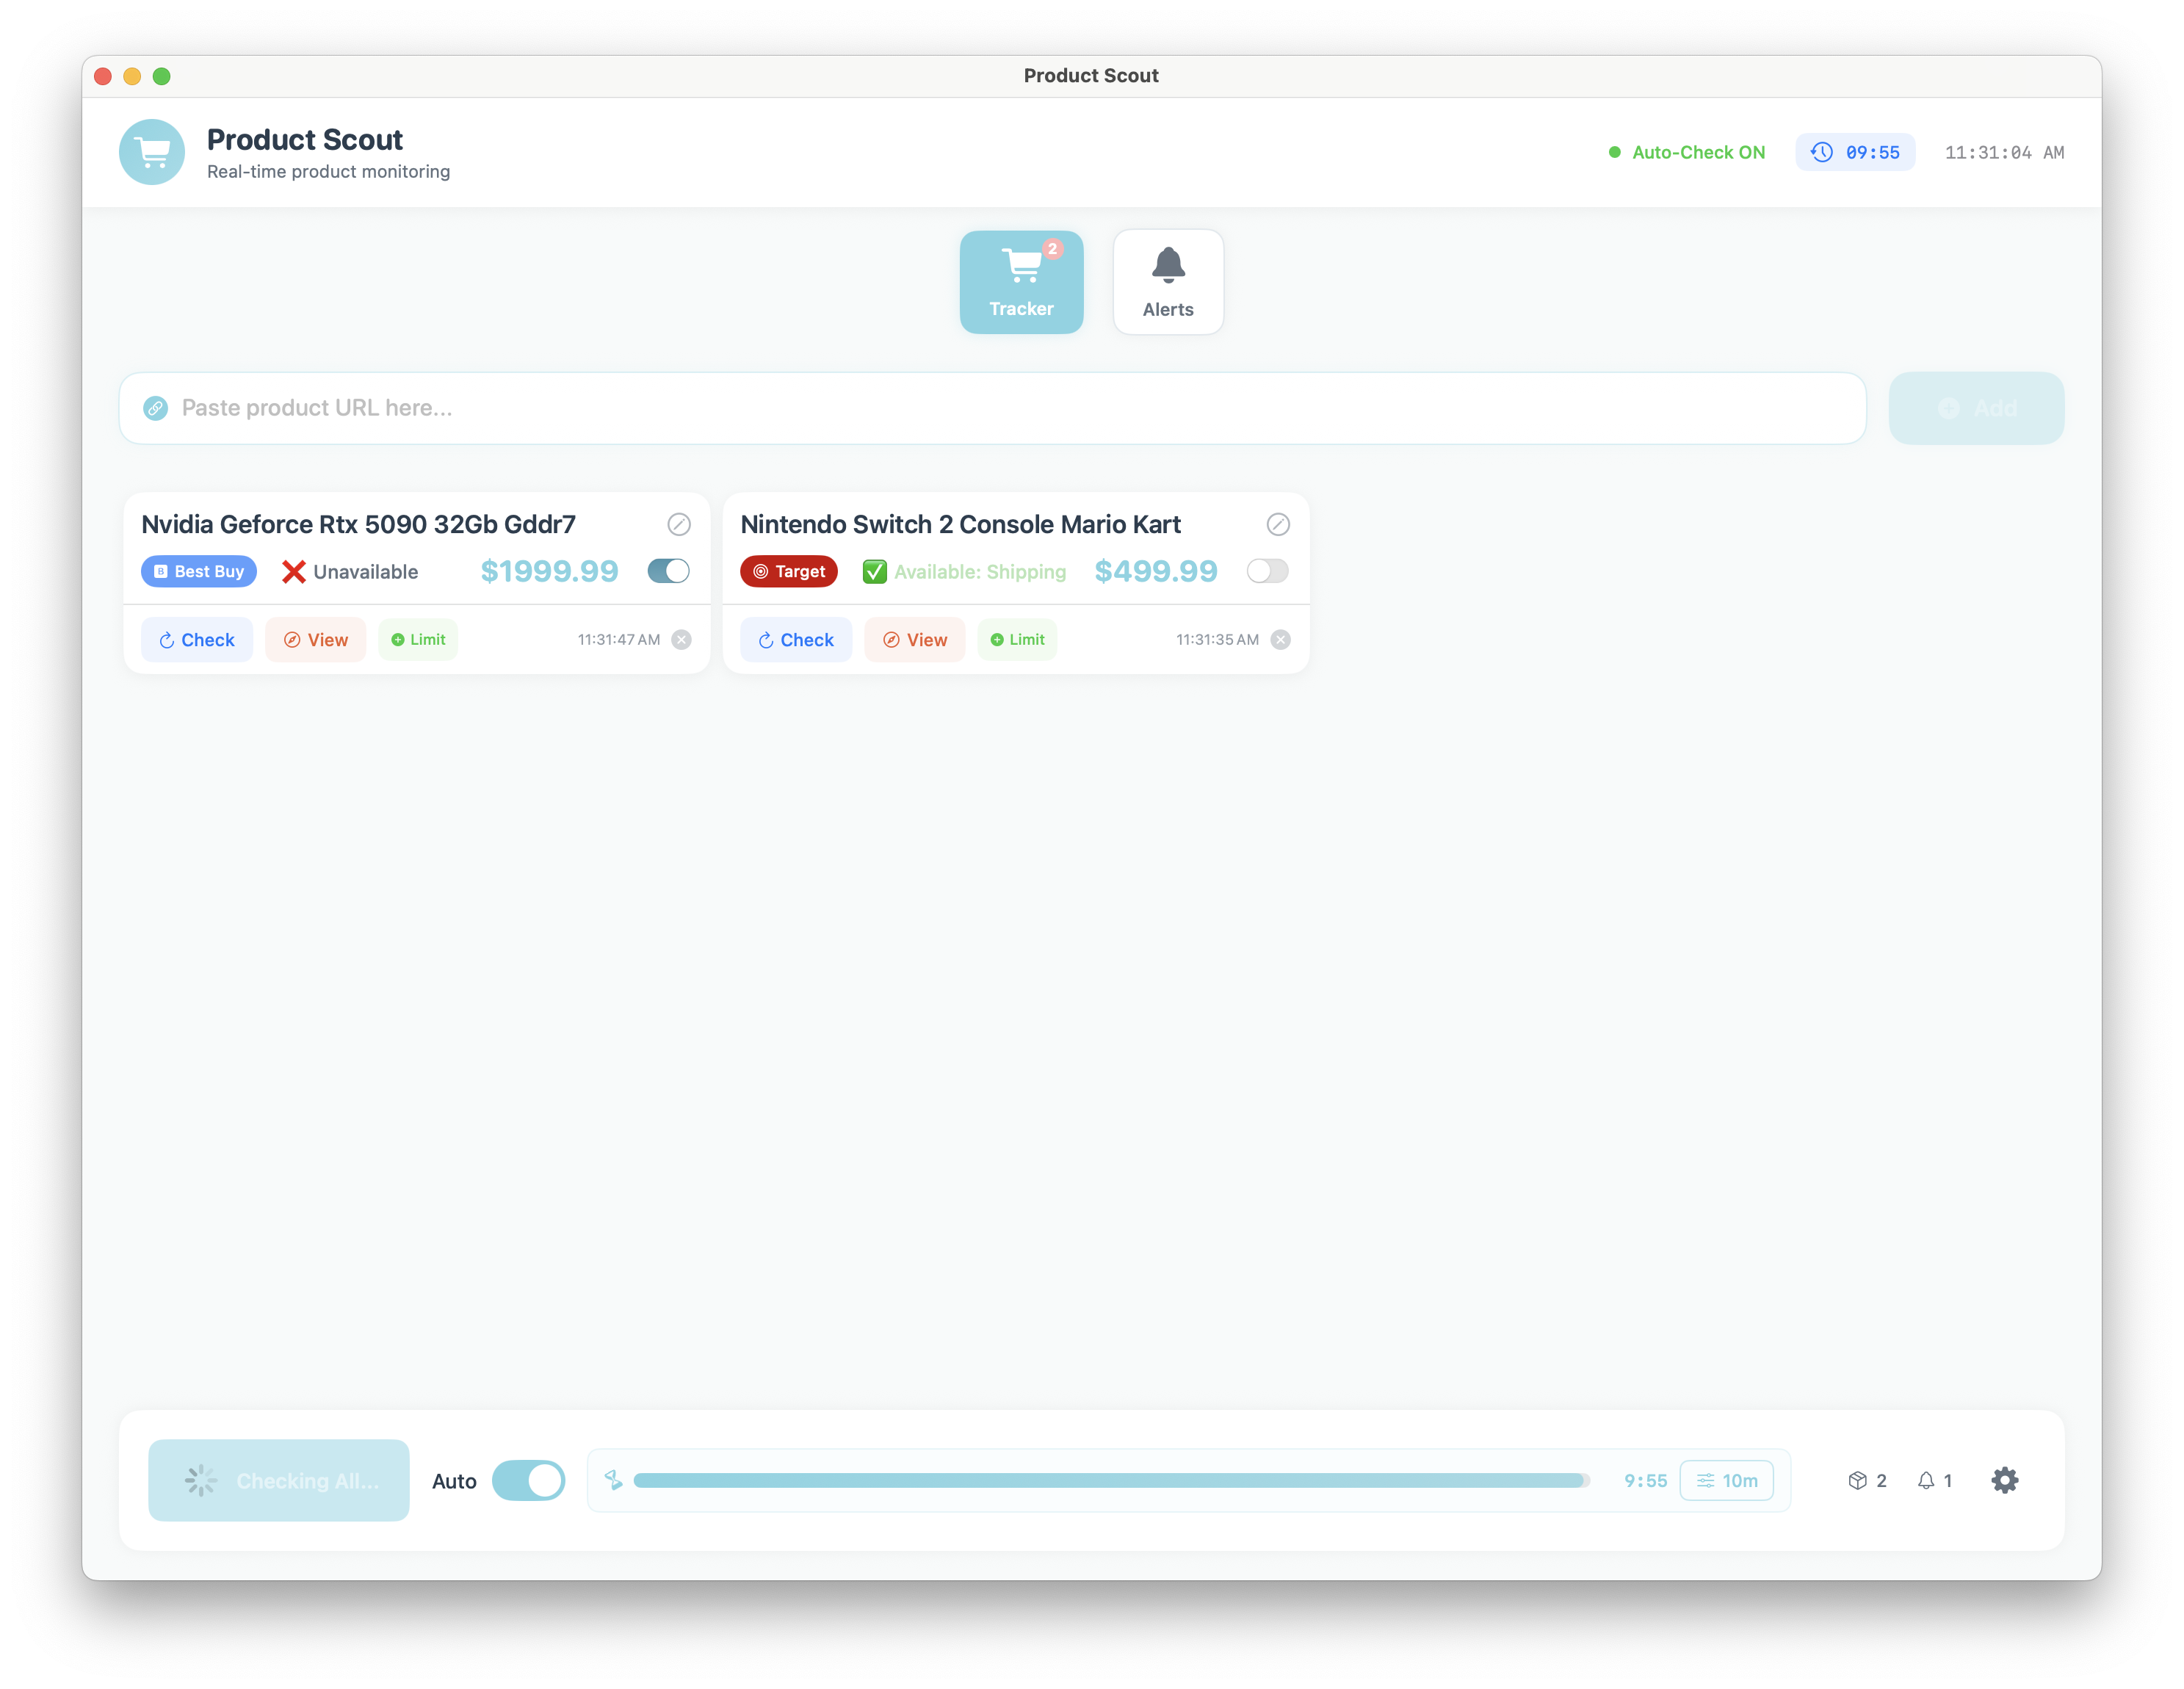 Product Scout
Product Scout
Real-time product monitoring
Auto-Check ON
09:55
11:31:04 AM
2
Tracker
Alerts
Paste product URL here...
Add
Nvidia Geforce Rtx 5090 32Gb Gddr7
B Best Buy
Unavailable
$1999.99
Check
View
Limit
11:31:47 AM
Nintendo Switch 2 Console Mario Kart
Target
Available: Shipping
$499.99
Check
View
Limit
11:31:35 AM
Checking All...
Auto
9:55
10m
2
1